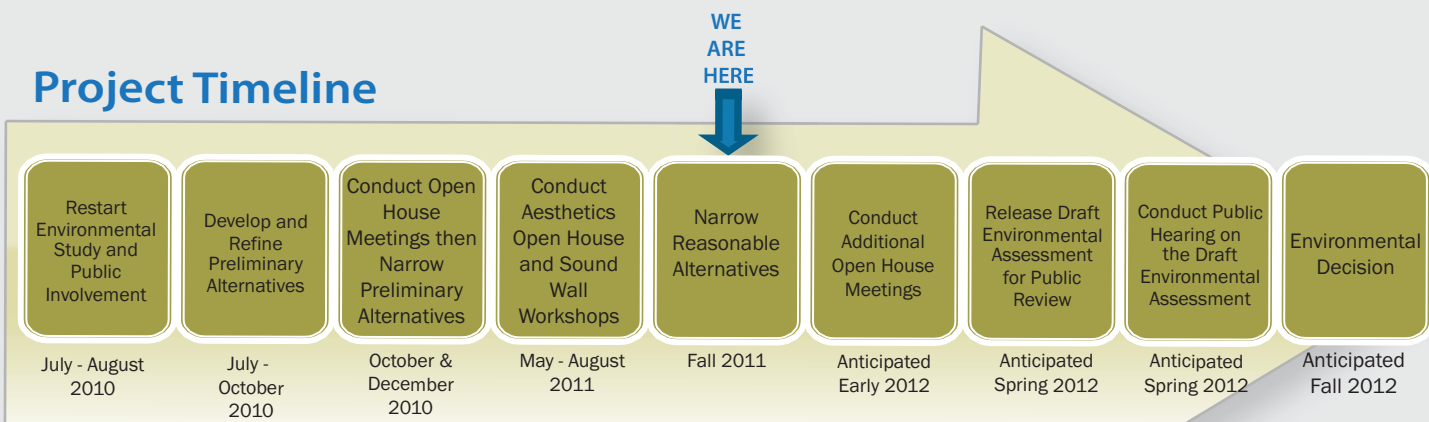 WE
ARE
HERE
Project Timeline
Restart
Environmental
Study and
Public
Involvement
July - August
2010
Develop and
Refine
Preliminary
Alternatives
July -
October
2010
Conduct Open
House
Meetings then
Narrow
Preliminary
Alternatives
October &
December
2010
Conduct
Aesthetics
Open House
and Sound
Wall
Workshops
May - August
2011
Narrow
Reasonable
Alternatives
Fall 2011
Conduct
Additional
Open House
Meetings
Anticipated
Early 2012
Release Draft
Environmental
Assessment
for Public
Review
Anticipated
Spring 2012
Conduct Public
Hearing on
the Draft
Environmental
Assessment
Anticipated
Spring 2012
Environmental
Decision
Anticipated
Fall 2012